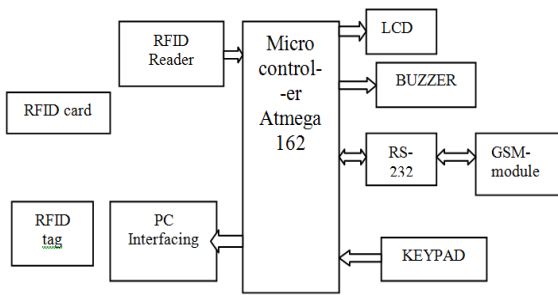 RFID
Reader
RFID card
RFID
tag
PC
Interfacing
Micro
control-
-er
Atmega
162
LCD
BUZZER
RS-
232
GSM-
module
KEYPAD